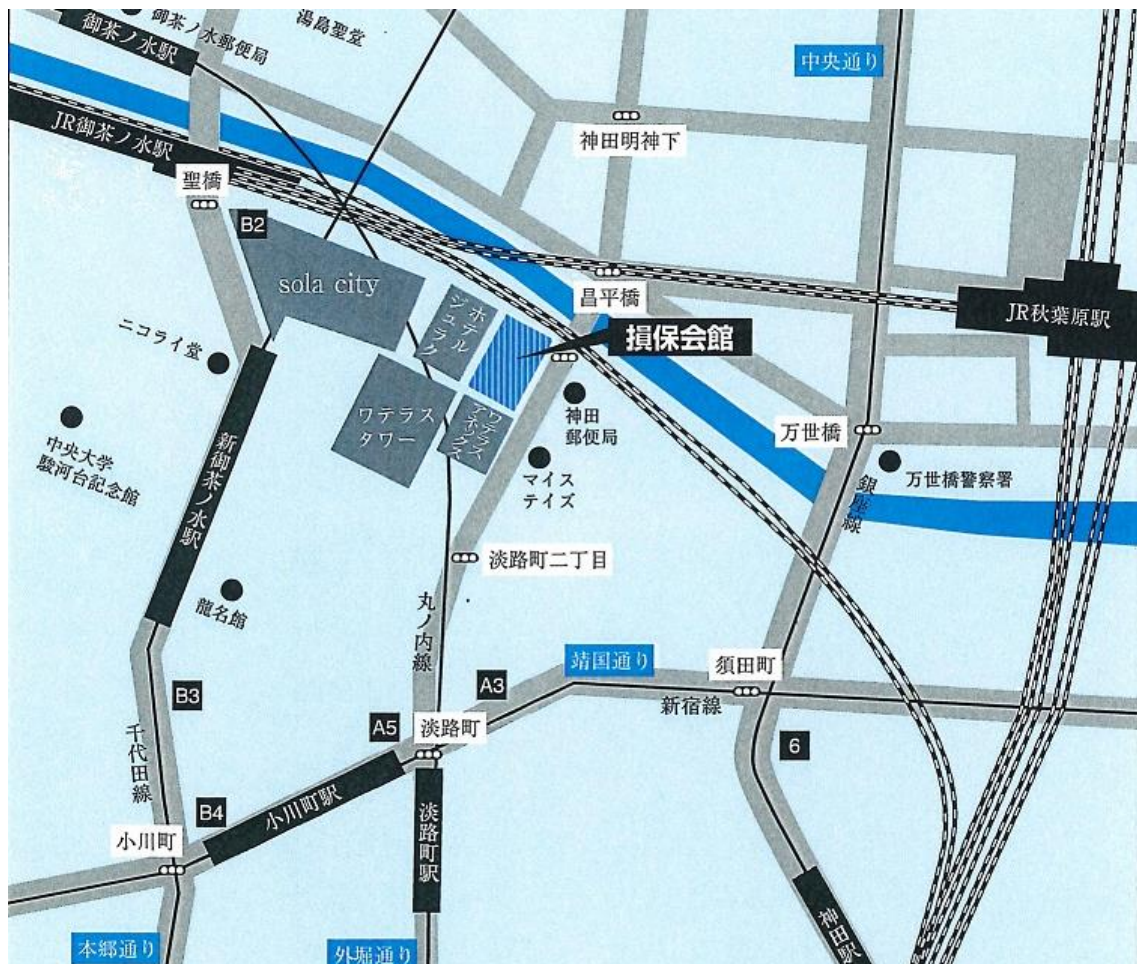 御茶ノ水駅
御茶ノ水郵便局
湯島聖堂
中央通り
JR御茶ノ水駅
神田明神下
聖橋
B2
sola city
昌平橋
JR秋葉原駅
ニコライ堂
ホテル
ジュラク
損保会館
ワテラス
タワー
ワテラス
アネックス
神田
郵便局
万世橋
中央大学
駿河台記念館
新御茶ノ水駅
マイス
テイズ
銀座線
万世橋警察署
淡路町二丁目
龍名館
丸ノ内線
靖国通り
須田町
B3
A3
新宿線
千代田線
A5
淡路町
6
小川町
B4
小川町駅
淡路町駅
神田駅
本郷通り
外堀通り